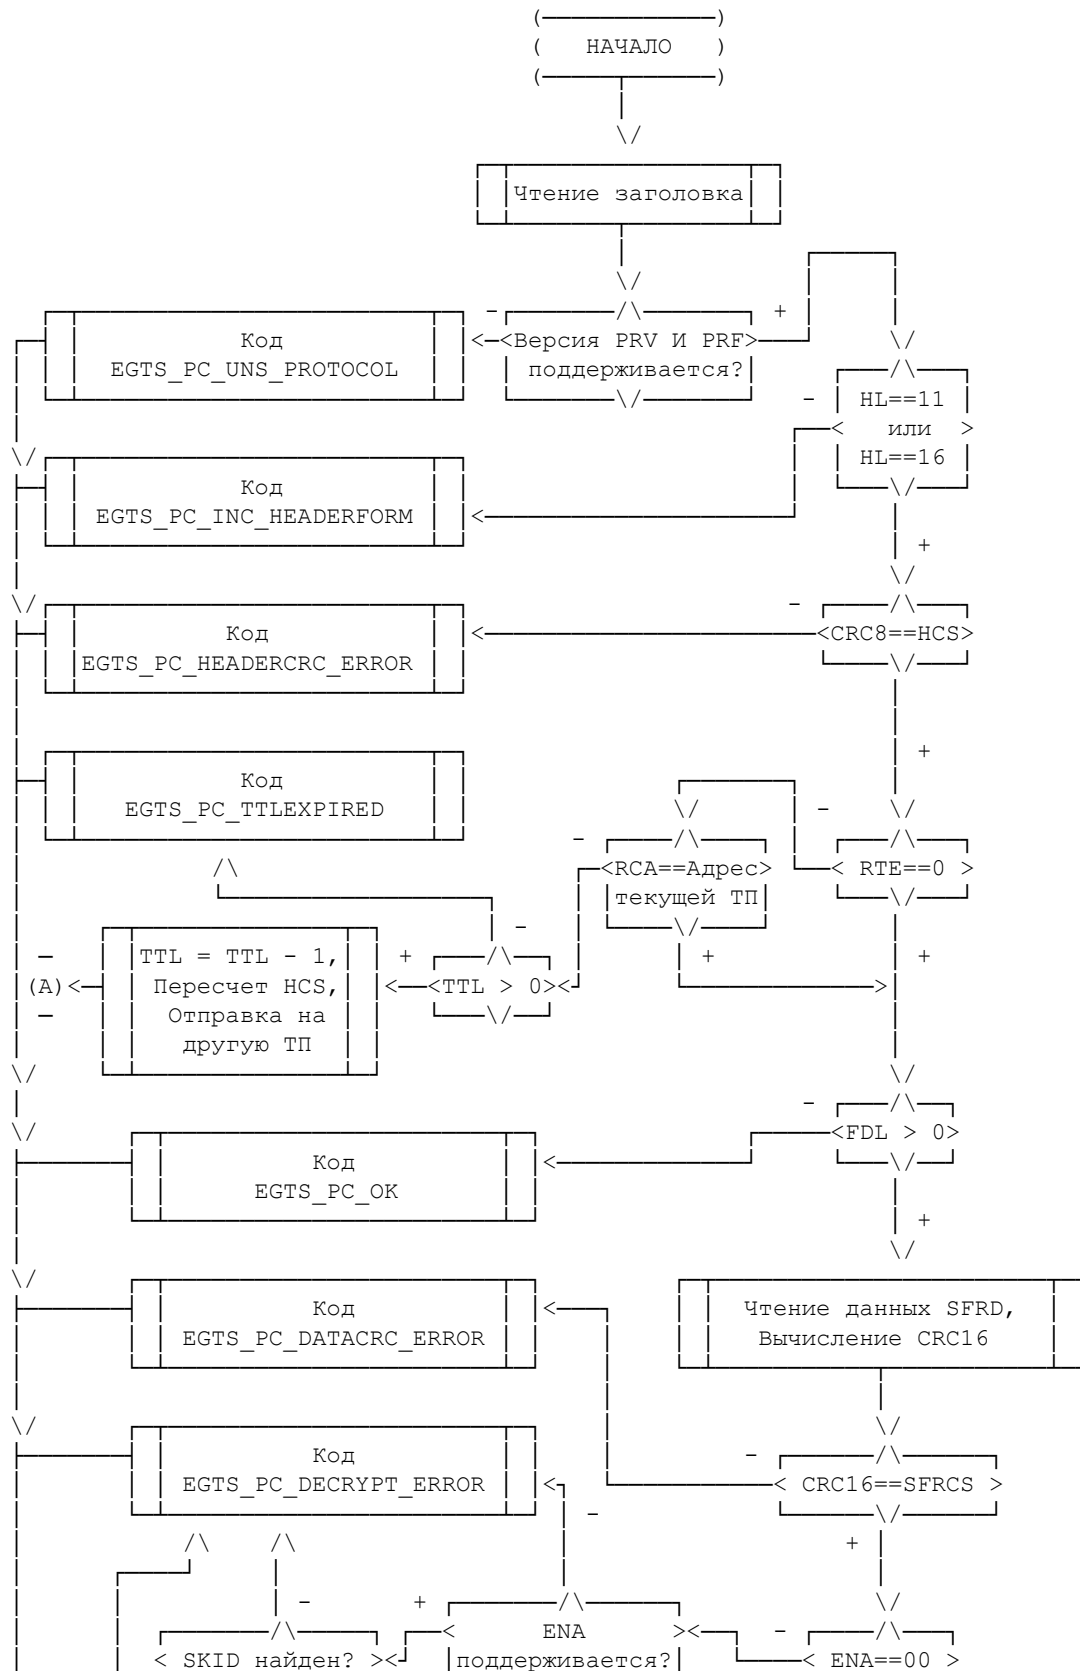 НАЧАЛО
Чтение заголовка
- +
Код
EGTS_PC_UNS_PROTOCOL
Версия PRV И PRF
поддерживается?
-
HL==11
или
HL==16
Код
EGTS_PC_INC_HEADERFORM
+
-
Код
EGTS_PC_HEADERCRC_ERROR
CRC8==HCS
+
Код
EGTS_PC_TTLEXPIRED
-
-
RCA==Адрес
текущей ТП
RTE==0
-
+
+
+
(A)
TTL = TTL - 1,
Пересчет HCS,
Отправка на
другую ТП
TTL > 0
-
FDL > 0
Код
EGTS_PC_OK
+
Код
EGTS_PC_DATACRC_ERROR
Чтение данных SFRD,
Вычисление CRC16
Код
EGTS_PC_DECRYPT_ERROR
-
CRC16==SFRCS
-
+
- + -
SKID найден?
ENA
поддерживается?
ENA==00